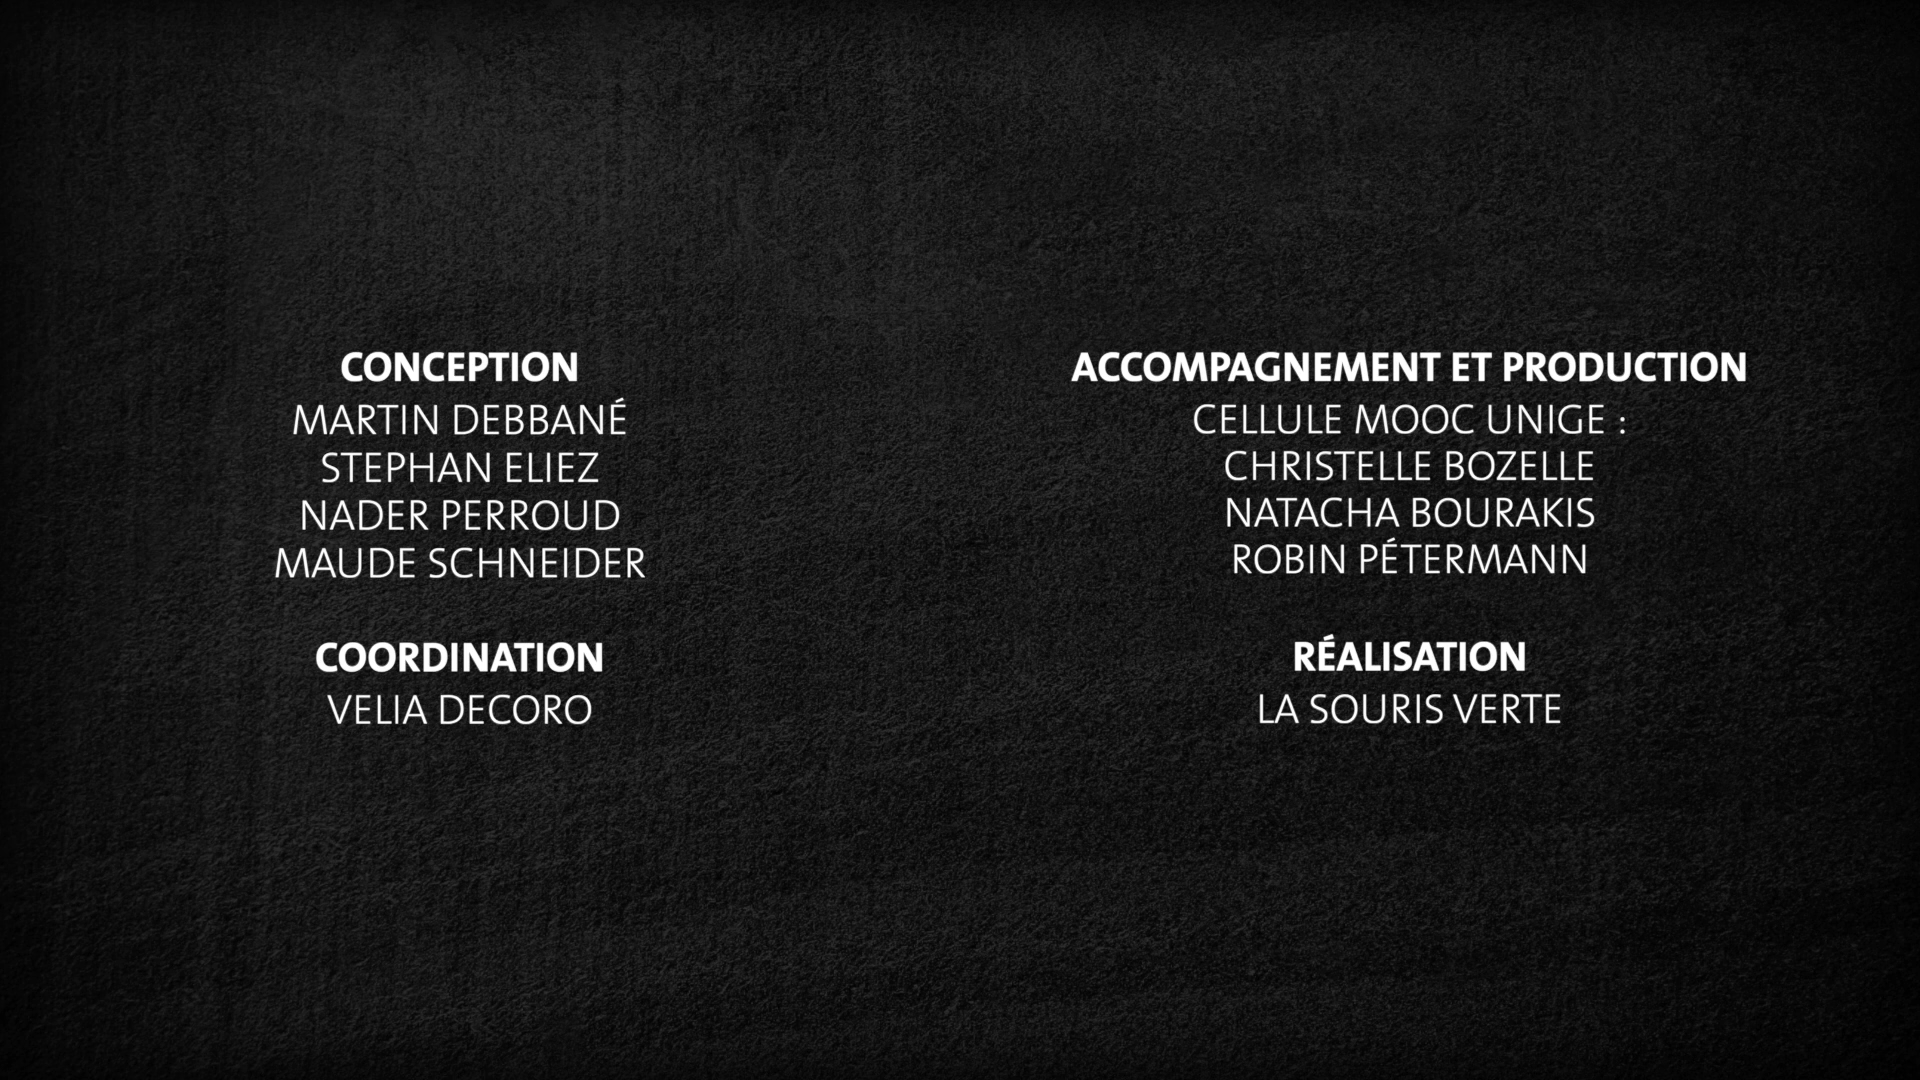 CONCEPTION
MARTIN DEBBANÉ
STEPHAN ELIEZ
NADER PERROUD
MAUDE SCHNEIDER
COORDINATION
VELIA DECORO
ACCOMPAGNEMENT ET PRODUCTION
CELLULE MOOC UNIGE :
CHRISTELLE BOZELLE
NATACHA BOURAKIS
ROBIN PÉTERMANN
RÉALISATION
LA SOURIS VERTE